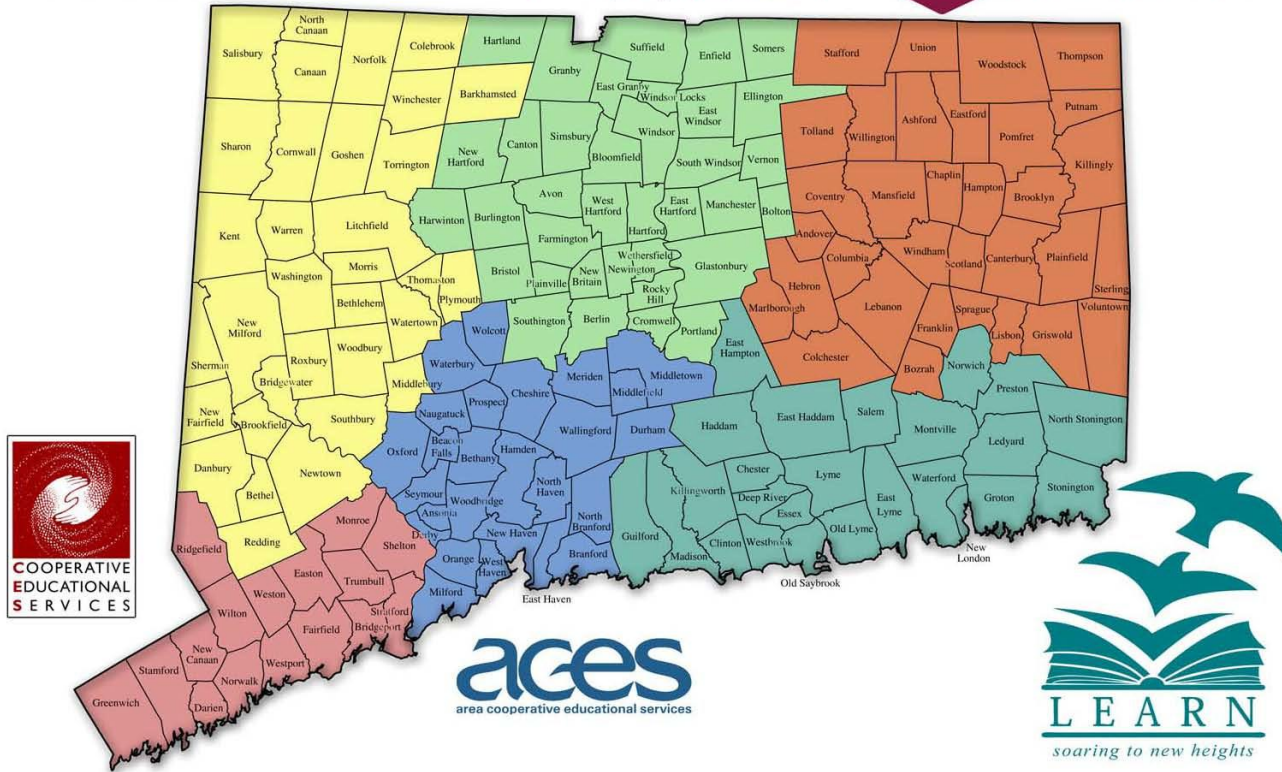 North
Canaan
Salisbury
Canaan
Norfolk
Colebrook
Hartland
Winchester
Barkhamsted
Granby
Suffield
East Granby
Windsor Locks
Enfield
Somers
East
Windsor
Ellington
Stafford
Union
Woodstock
Thompson
Putnam
Sharon
Cornwall
Goshen
Torrington
New
Hartford
Canton
Simsbury
Bloomfield
Windsor
South Windsor
Vernon
Tolland
Willington
Ashford
Eastford
Pomfret
Killingly
Kent
Warren
Litchfield
Harwinton
Burlington
Avon
West
Hartford
Hartford
East
Hartford
Manchester
Bolton
Coventry
Mansfield
Chaplin
Hampton
Brooklyn
Farmington
Wethersfield
Newington
Glastonbury
Andover
Columbia
Windham
Scotland
Canterbury
Plainfield
Sterling
Washington
Morris
Bethlehem
Thomaston
Plymouth
Watertown
Bristol
Plainville
New
Britain
Rocky
Hill
Hebron
Marlborough
Lebanon
Franklin
Sprague
Lisbon
Griswold
Voluntown
New
Milford
Sherman
Roxbury
Woodbury
Bridgewater
Middlebury
Wolcott
Waterbury
Southington
Berlin
Cromwell
Portland
East
Hampton
Colchester
Bozrah
Norwich
Preston
New
Fairfield
Brookfield
Southbury
Naugatuck
Prospect
Cheshire
Meriden
Middlefield
Middletown
Danbury
Bethel
Newtown
Oxford
Beacon
Falls
Bethany
Hamden
Wallingford
Durham
Haddam
East Haddam
Salem
Montville
Ledyard
North Stonington
Redding
Ridgefield
Monroe
Shelton
Seymour
Ansonia
Derby
Woodbridge
North
Haven
North
Branford
Killingworth
Chester
Deep River
Essex
Lyme
East
Lyme
Waterford
Groton
Stonington
Easton
Weston
Wilton
Trumbull
Orange
West
Haven
New Haven
Milford
Branford
Guilford
Madison
Clinton
Westbrook
Old Lyme
New
London
Old Saybrook
East Haven
Stratford
Bridgeport
Fairfield
Westport
New
Canaan
Norwalk
Darien
Stamford
Greenwich
COOPERATIVE
EDUCATIONAL
SERVICES
aces
area cooperative educational services
LEARN
soaring to new heights